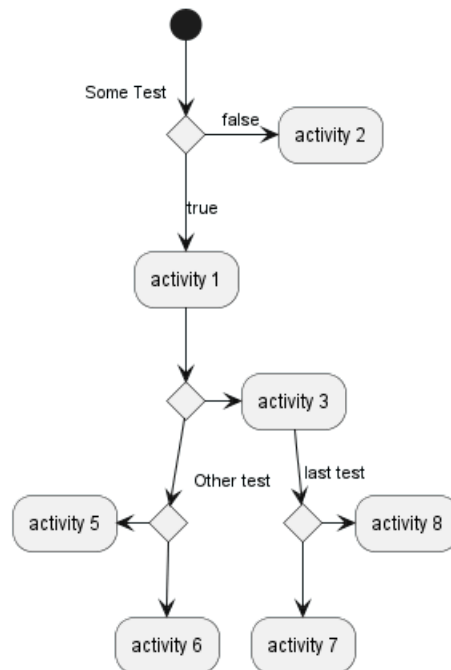 Some Test
false
activity 2
true
activity 1
activity 3
Other test
last test
activity 5
activity 8
activity 6
activity 7